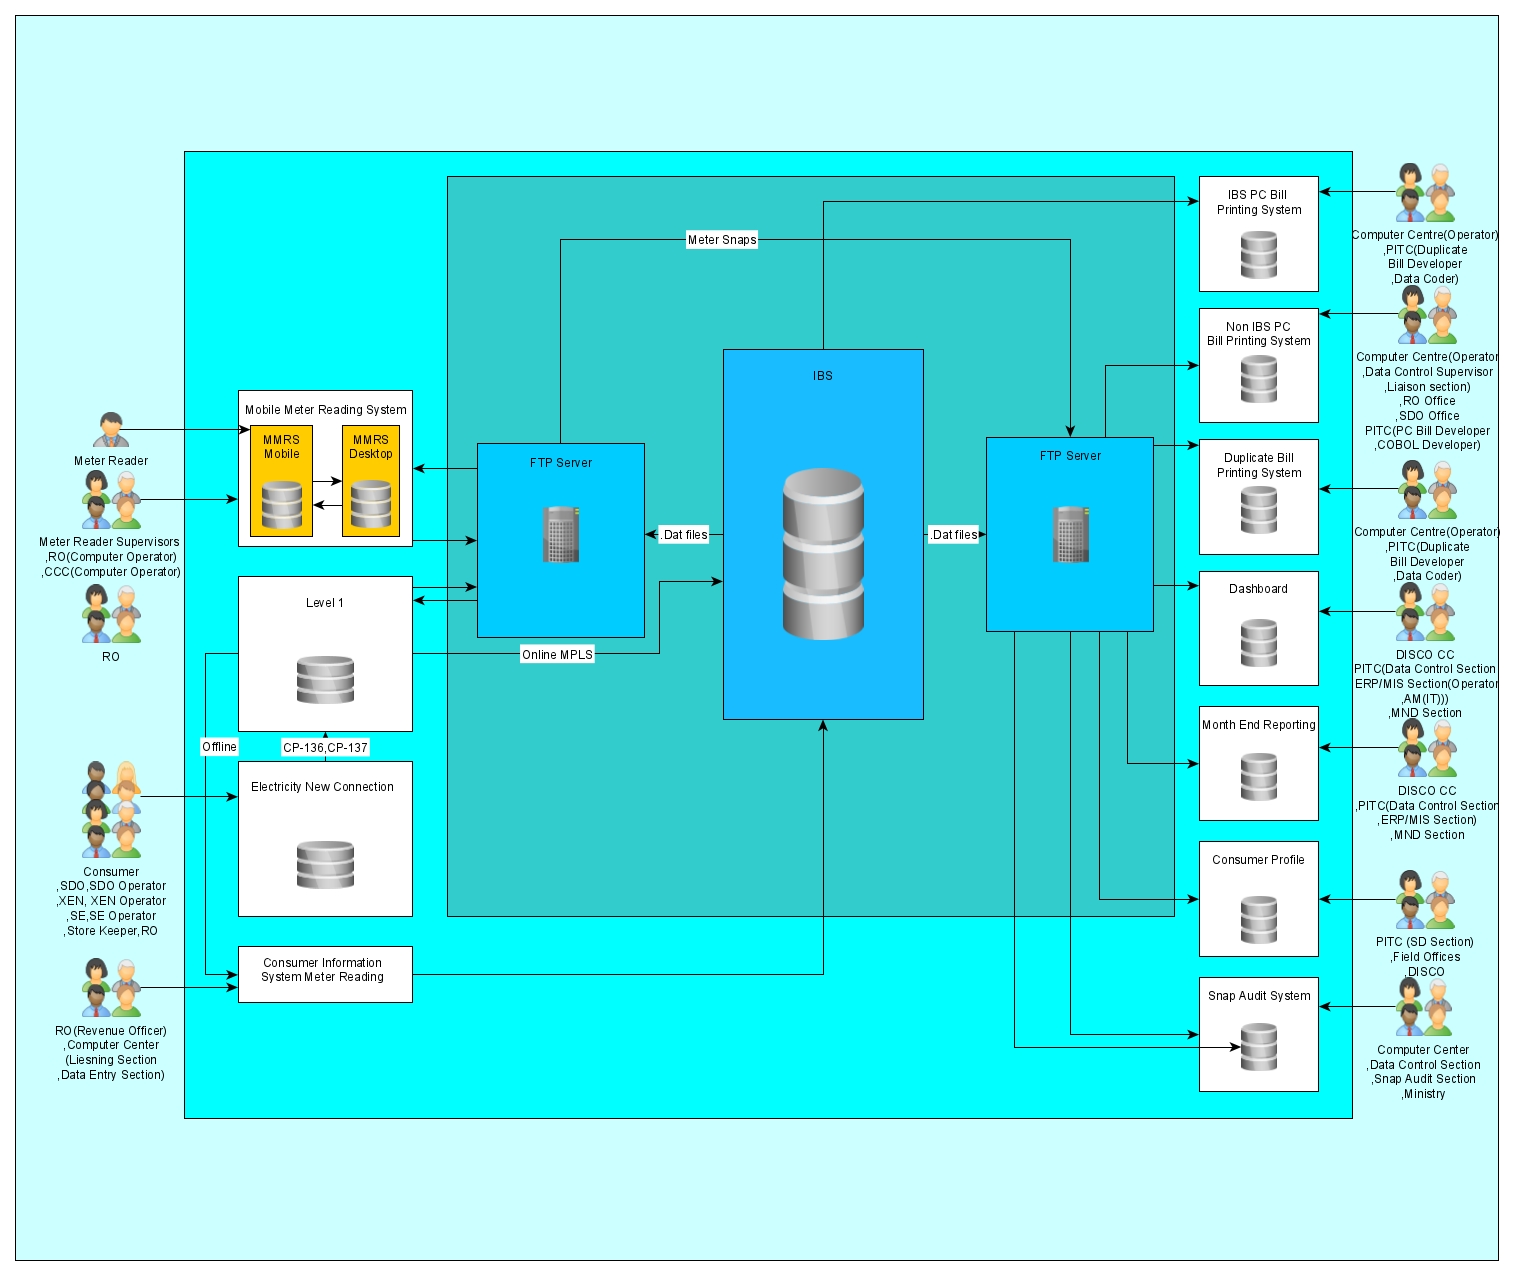 IBS PC Bill
Printing System
Computer Centre(Operator)
,PITC(Duplicate
Bill Developer
,Data Coder)
Meter Snaps
Non IBS PC
Bill Printing System
Computer Centre(Operator
,Data Control Supervisor
,Liaison section)
,RO Office
,SDO Office
PITC(PC Bill Developer
,COBOL Developer)
IBS
Mobile Meter Reading System
MMRS
Mobile
MMRS
Desktop
Meter Reader
Meter Reader Supervisors
,RO(Computer Operator)
,CCC(Computer Operator)
RO
FTP Server
FTP Server
.Dat files
.Dat files
Duplicate Bill
Printing System
Computer Centre(Operator)
,PITC(Duplicate
Bill Developer
,Data Coder)
Level 1
Online MPLS
Dashboard
DISCO CC
PITC(Data Control Section
ERP/MIS Section(Operator
,AM(IT)))
,MND Section
Offline
CP-136,CP-137
Month End Reporting
DISCO CC
,PITC(Data Control Section
,ERP/MIS Section)
,MND Section
Electricity New Connection
Consumer
,SDO,SDO Operator
,XEN, XEN Operator
,SE,SE Operator
,Store Keeper,RO
Consumer Profile
PITC (SD Section)
,Field Offices
,DISCO
Consumer Information
System Meter Reading
RO(Revenue Officer)
,Computer Center
(Liesning Section
,Data Entry Section)
Snap Audit System
Computer Center
,Data Control Section
,Snap Audit Section
,Ministry